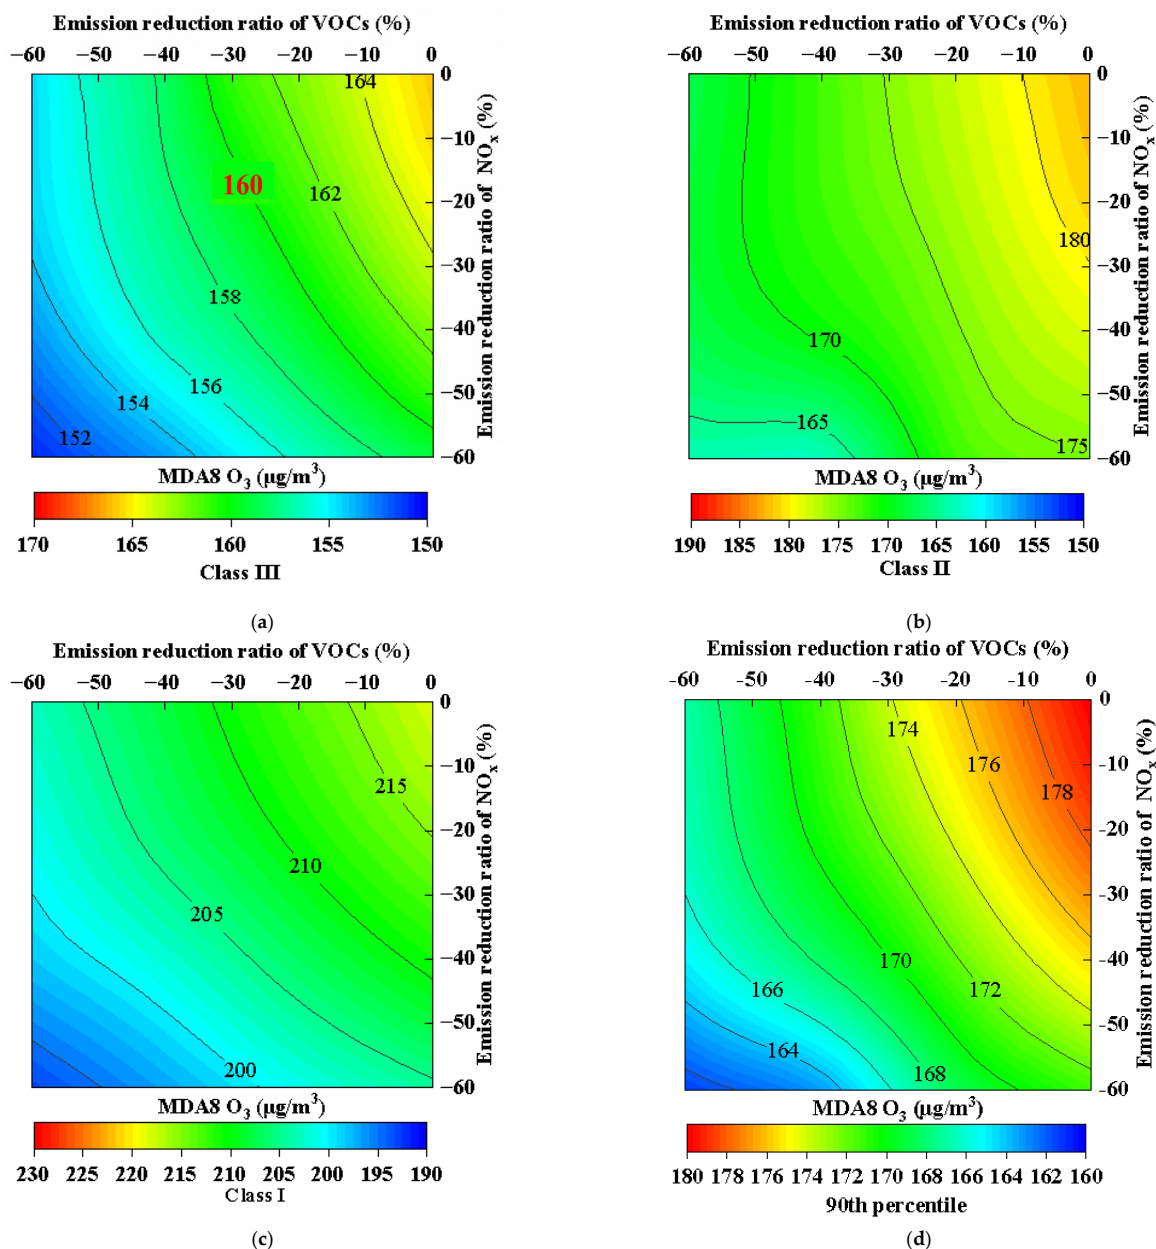 Emission reduction ratio of VOCs (%)
−60 −50 −40 −30 −20 −10 0
0
−10
−20
−30
−40
−50
−60
Emission reduction ratio of NOx (%)
164
160
162
158
156
154
152
MDA8 O3 (μg/m3)
170 165 160 155 150
Class III
(a)
Emission reduction ratio of VOCs (%)
−60 −50 −40 −30 −20 −10 0
0
−10
−20
−30
−40
−50
−60
Emission reduction ratio of NOx (%)
180
170
165
175
MDA8 O3 (μg/m3)
190 185 180 175 170 165 160 155 150
Class II
(b)
Emission reduction ratio of VOCs (%)
−60 −50 −40 −30 −20 −10 0
0
−10
−20
−30
−40
−50
−60
Emission reduction ratio of NOx (%)
215
210
205
200
MDA8 O3 (μg/m3)
230 225 220 215 210 205 200 195 190
Class I
(c)
Emission reduction ratio of VOCs (%)
-60 -50 -40 -30 -20 -10 0
0
-10
-20
-30
-40
-50
-60
Emission reduction ratio of NOx (%)
174
176
178
170
166
172
164
168
MDA8 O3 (μg/m3)
180 178 176 174 172 170 168 166 164 162 160
90th percentile
(d)